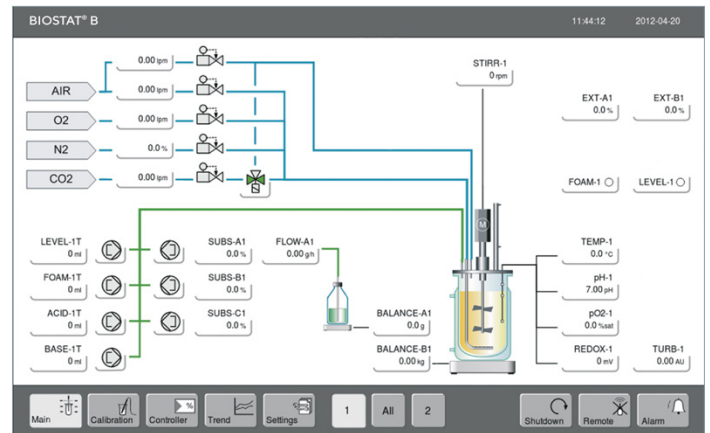 BIOSTAT® B
11:44:12 2012-04-20
0.00 lpm
STIRR-1
0 rpm
AIR
0.00 lpm
EXT-A1
0.0 %
EXT-B1
0.0 %
O2
0.00 lpm
N2
0.0 %
CO2
0.00 lpm
FOAM-1
LEVEL-1
M
LEVEL-1T
0 ml
SUBS-A1
0.0 %
FLOW-A1
0.00 g/h
TEMP-1
0.0 °C
FOAM-1T
0 ml
SUBS-B1
0.0 %
pH-1
7.00 pH
ACID-1T
0 ml
SUBS-C1
0.0 %
BALANCE-A1
0.0 g
pO2-1
0.0 %sat
BASE-1T
0 ml
BALANCE-B1
0.00 kg
REDOX-1
0 mV
TURB-1
0.00 AU
Main
Calibration
Controller
%
Trend
Settings
1
All
2
Shutdown
Remote
Alarm